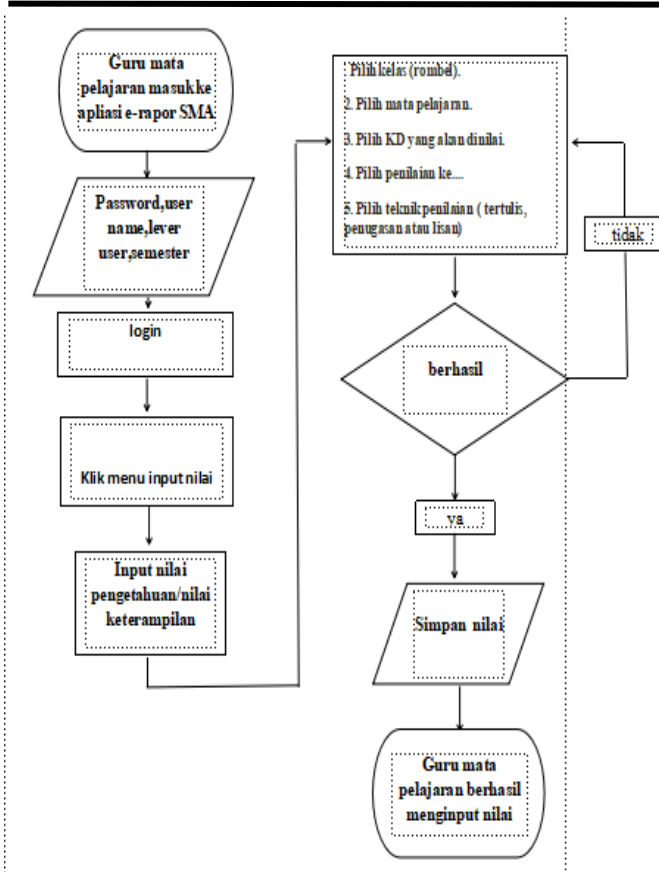 Guru mata
pelajaran masuk ke
apliasi e-rapor SMA
Password,user
name,lever
user,semester
login
Klik menu input nilai
Input nilai
pengetahuan/nilai
keterampilan
Pilih kelas (rombel).
2. Pilih mata pelajaran.
3. Pilih KD yang akan dinilai.
4. Pilih penilaian ke....
5. Pilih teknik penilaian ( tertulis,
penugasan atau lisan)
tidak
berhasil
ya
Simpan nilai
Guru mata
pelajaran berhasil
menginput nilai